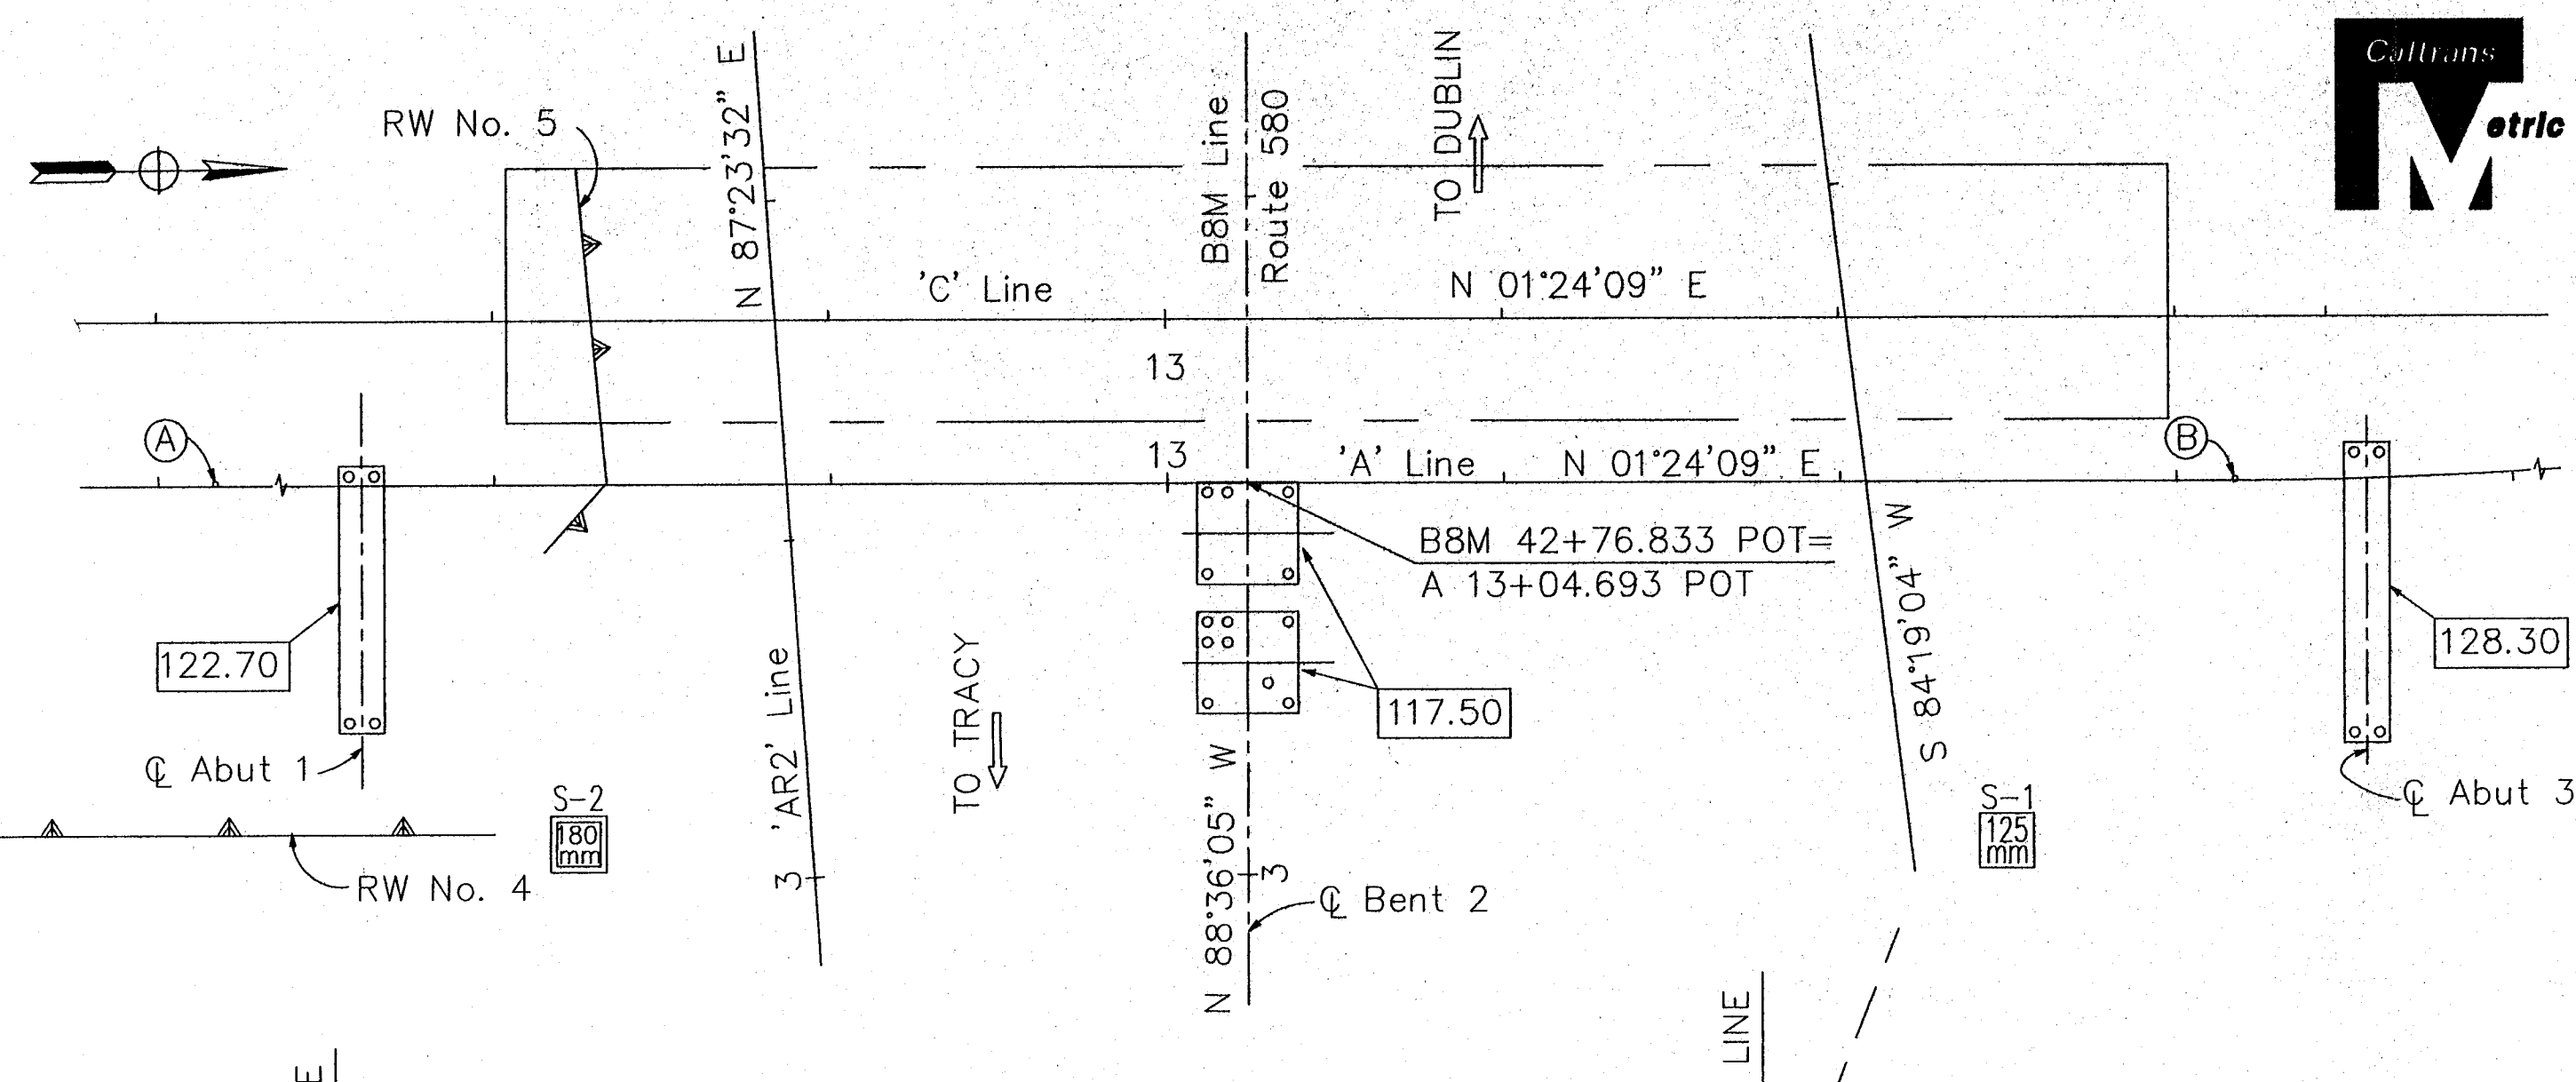 Caltrans
etric
RW No. 5
N 87°23'32" E
B8M Line
Route 580
TO DUBLIN
'C' Line
N 01°24'09" E
13
A
13
'A' Line
N 01°24'09" E
B
B8M 42+76.833 POT=
A 13+04.693 POT
122.70
128.30
117.50
S 84°19'04" W
'AR2' Line
TO TRACY
℄ Abut 1
℄ Abut 3
S-2
180
mm
S-1
125
mm
N 88°36'05" W
3
3
RW No. 4
℄ Bent 2
LINE
E